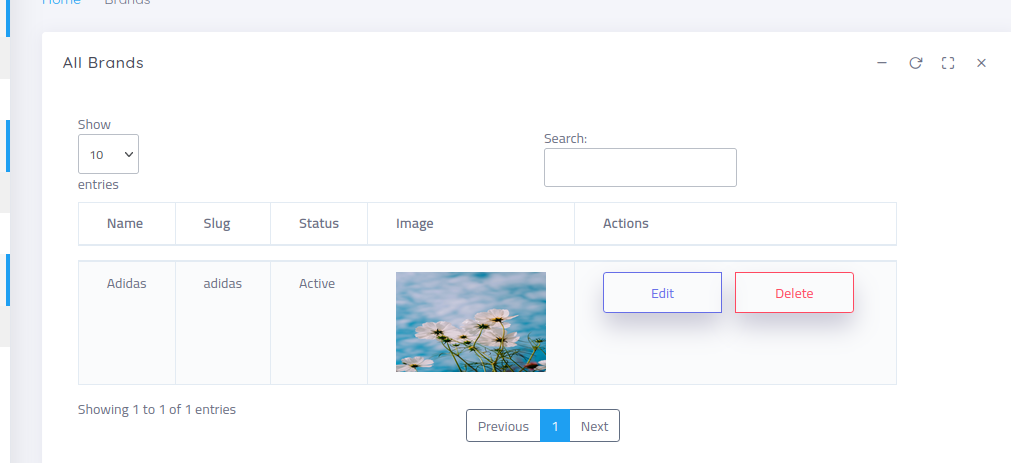 Home Brands
All Brands
Show
10
entries
Search:
Name Slug Status Image Actions
Adidas adidas Active Edit Delete
Showing 1 to 1 of 1 entries
Previous 1 Next